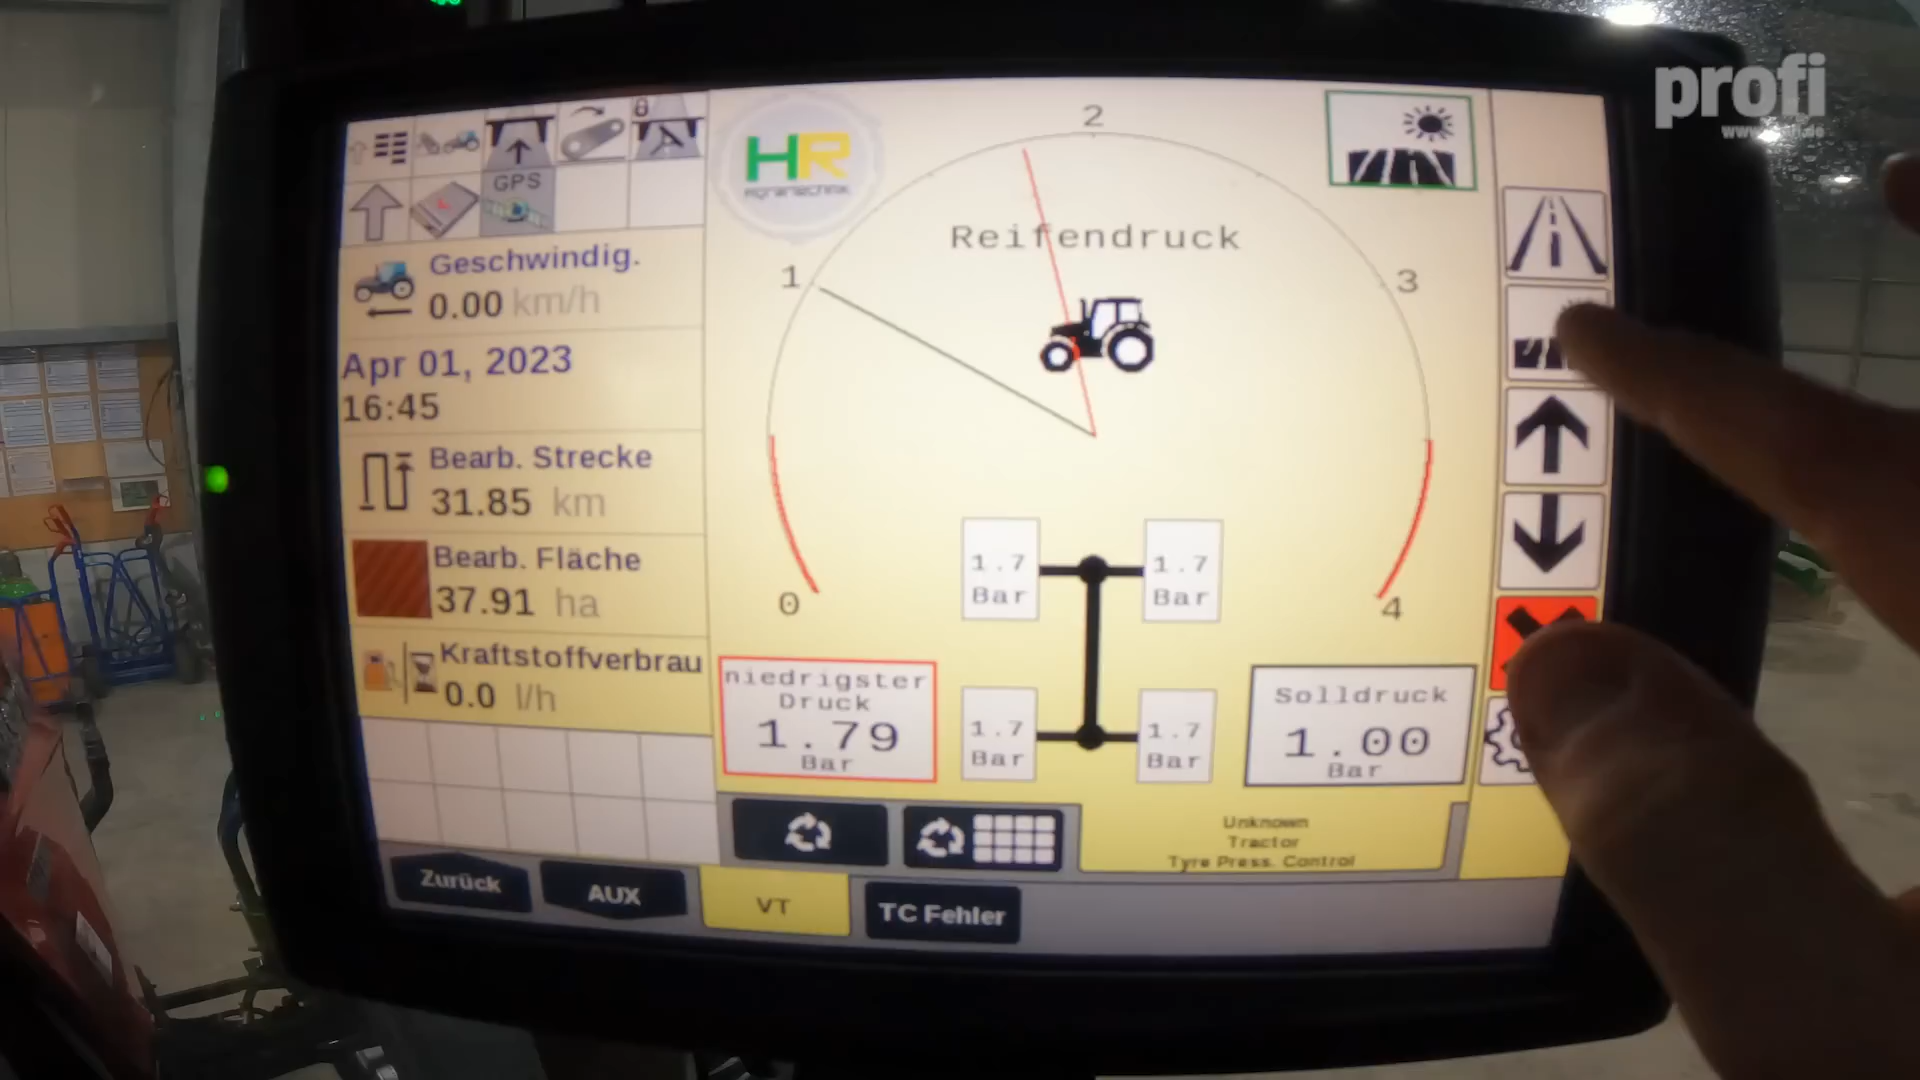 profi
GPS
Geschwindig.
0.00 km/h
Apr 01, 2023
16:45
Bearb. Strecke
31.85 km
Bearb. Fläche
37.91 ha
Kraftstoffverbrau
0.0 l/h
HR
Agrartechnik
Reifendruck
0
1
2
3
4
1.7
Bar
1.7
Bar
1.7
Bar
1.7
Bar
niedrigster
Druck
1.79
Bar
Solldruck
1.00
Bar
Unknown
Tractor
Tyre Press. Control
Zurück
AUX
VT
TC Fehler